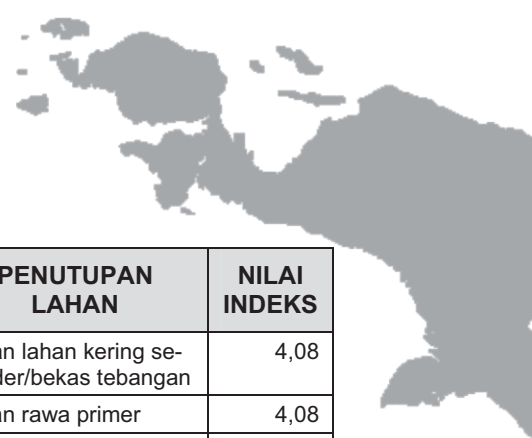 PENUTUPAN NILAI
LAHAN INDEKS
an lahan kering se- 4,08
der/bekas tebangan
an rawa primer 4,08